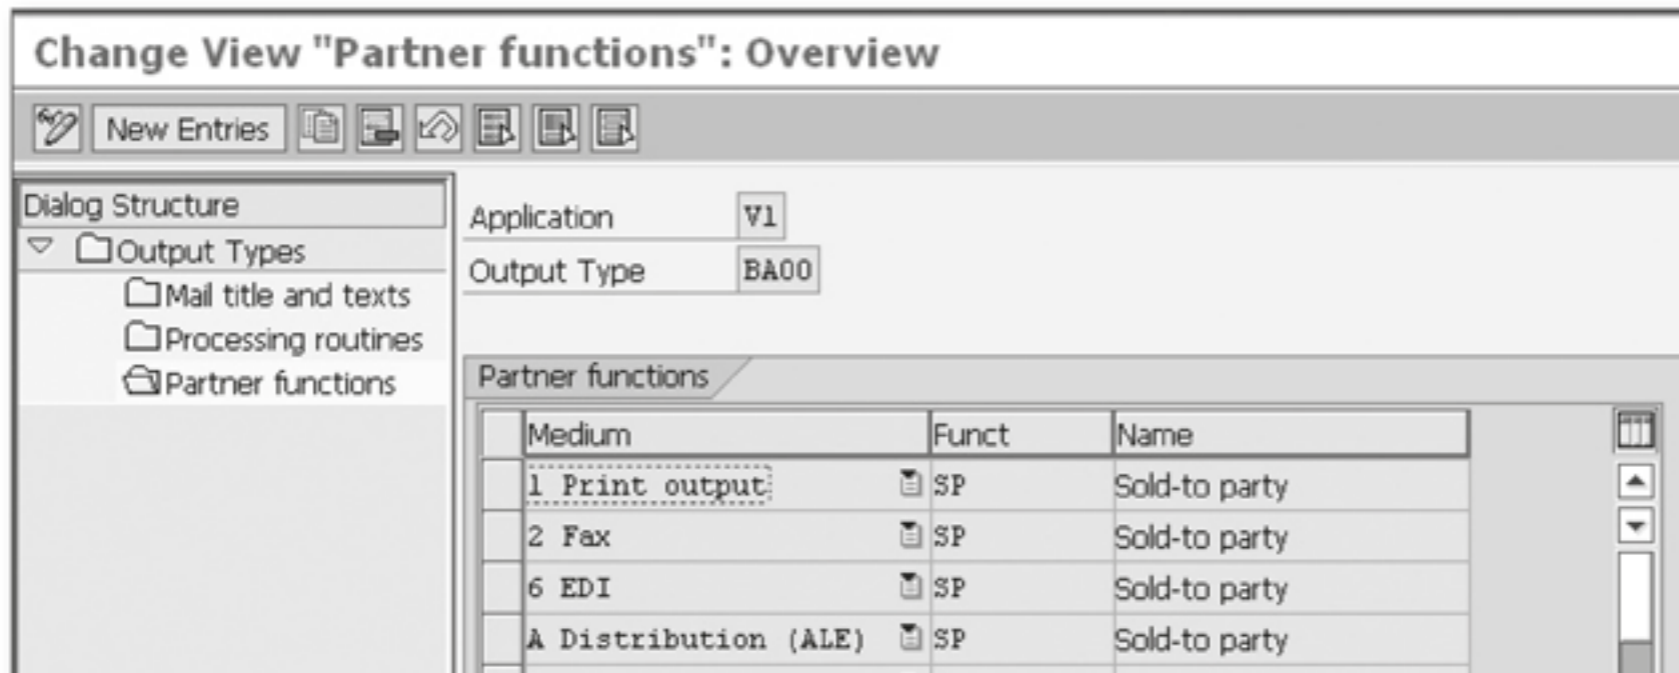 Change View "Partner functions": Overview
New Entries
Dialog Structure
Output Types
Mail title and texts
Processing routines
Partner functions
Application V1
Output Type BA00
Partner functions
Medium Funct Name
1 Print output SP Sold-to party
2 Fax SP Sold-to party
6 EDI SP Sold-to party
A Distribution (ALE) SP Sold-to party